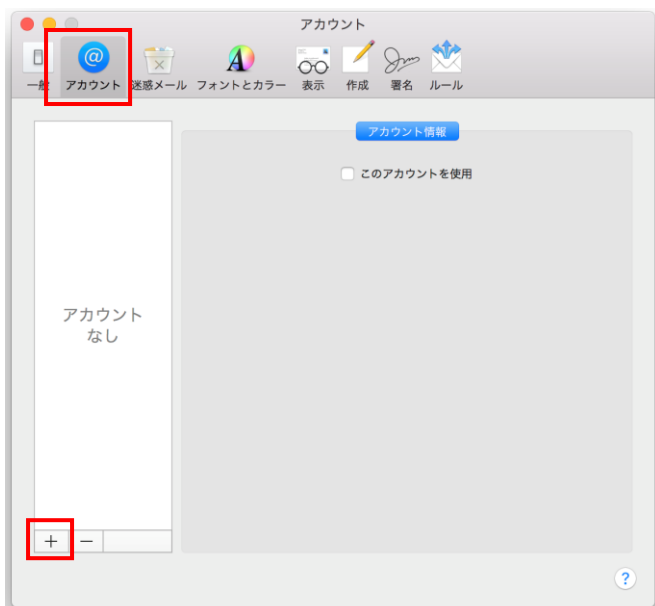 アカウント
一般 アカウント 迷惑メール フォントとカラー 表示 作成 署名 ルール
アカウント情報
このアカウントを使用
アカウント
なし
+ −
?